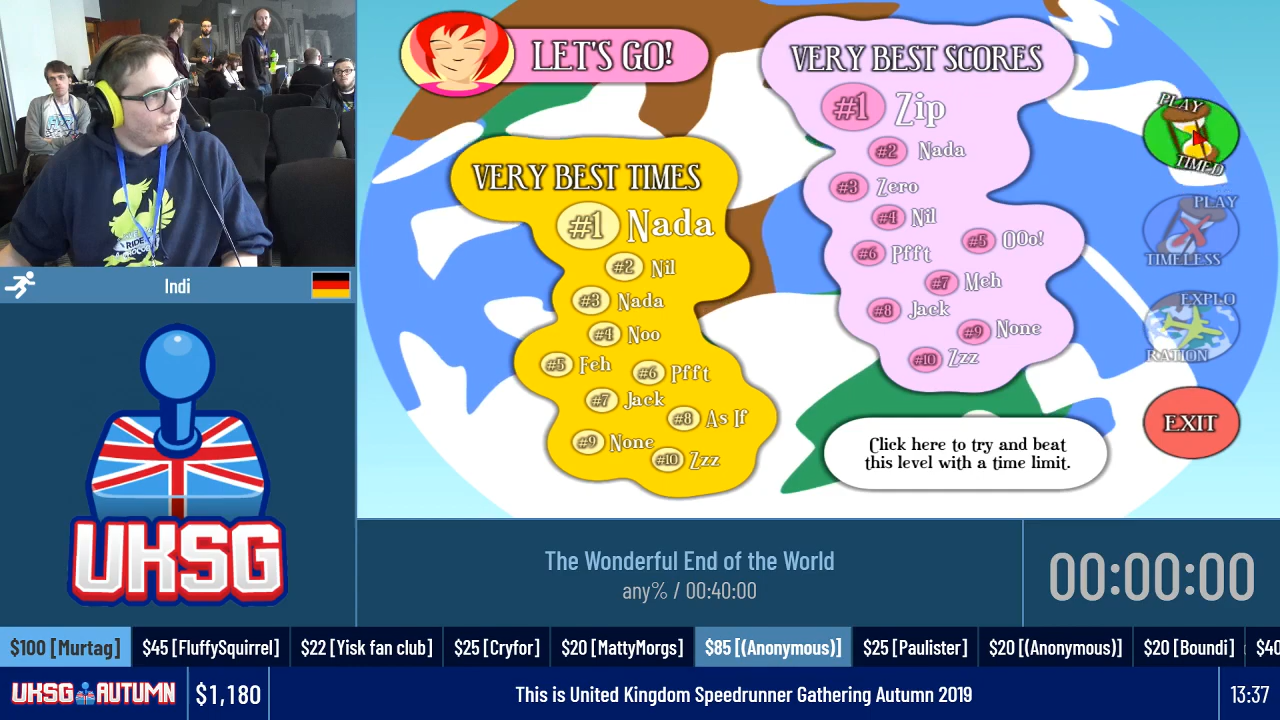 LET'S GO!
VERY BEST SCORES
#1 Zip
#2 Nada
#3 Zero
#4 Nil
#5 OOo!
#6 Pfft
#7 Meh
#8 Jack
#9 None
#10 Zzz
VERY BEST TIMES
#1 Nada
#2 Nil
#3 Nada
#4 Noo
#5 Feh
#6 Pfft
#7 Jack
#8 As If
#9 None
#10 Zzz
PLAY
TIMED
PLAY
TIMELESS
EXPLO
RATION
EXIT
Click here to try and beat
this level with a time limit.
Indi
UKSG
The Wonderful End of the World
any% / 00:40:00
00:00:00
$100 [Murtag] $45 [FluffySquirrel] $22 [Yisk fan club] $25 [Cryfor] $20 [MattyMorgs] $85 [(Anonymous)] $25 [Paulister] $20 [(Anonymous)] $20 [Boundi] $40
UKSG AUTUMN $1,180 This is United Kingdom Speedrunner Gathering Autumn 2019 13:37